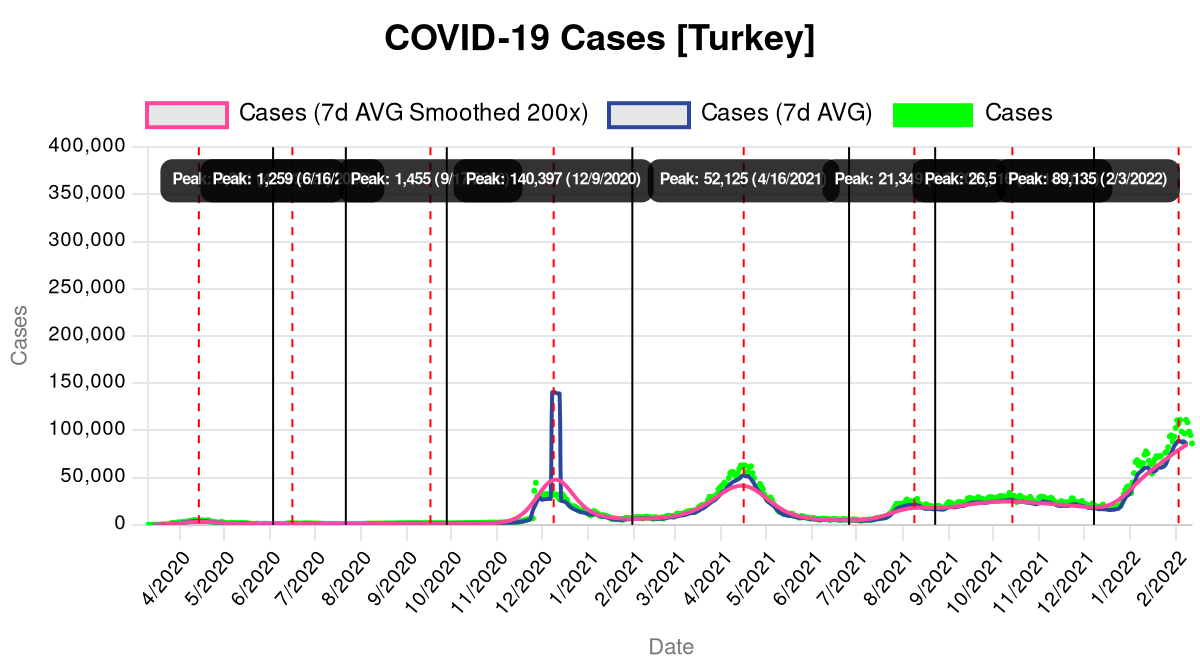 COVID-19 Cases [Turkey]
Cases (7d AVG Smoothed 200x) Cases (7d AVG) Cases
400,000
Peak: Peak: 1,259 (6/16/20 Peak: 1,455 (9/1 Peak: 140,397 (12/9/2020) Peak: 52,125 (4/16/2021) Peak: 21,349 Peak: 26,51 Peak: 89,135 (2/3/2022)
350,000
300,000
250,000
200,000
150,000
100,000
50,000
0
Cases
4/2020 5/2020 6/2020 7/2020 8/2020 9/2020 10/2020 11/2020 12/2020 1/2021 2/2021 3/2021 4/2021 5/2021 6/2021 7/2021 8/2021 9/2021 10/2021 11/2021 12/2021 1/2022 2/2022
Date